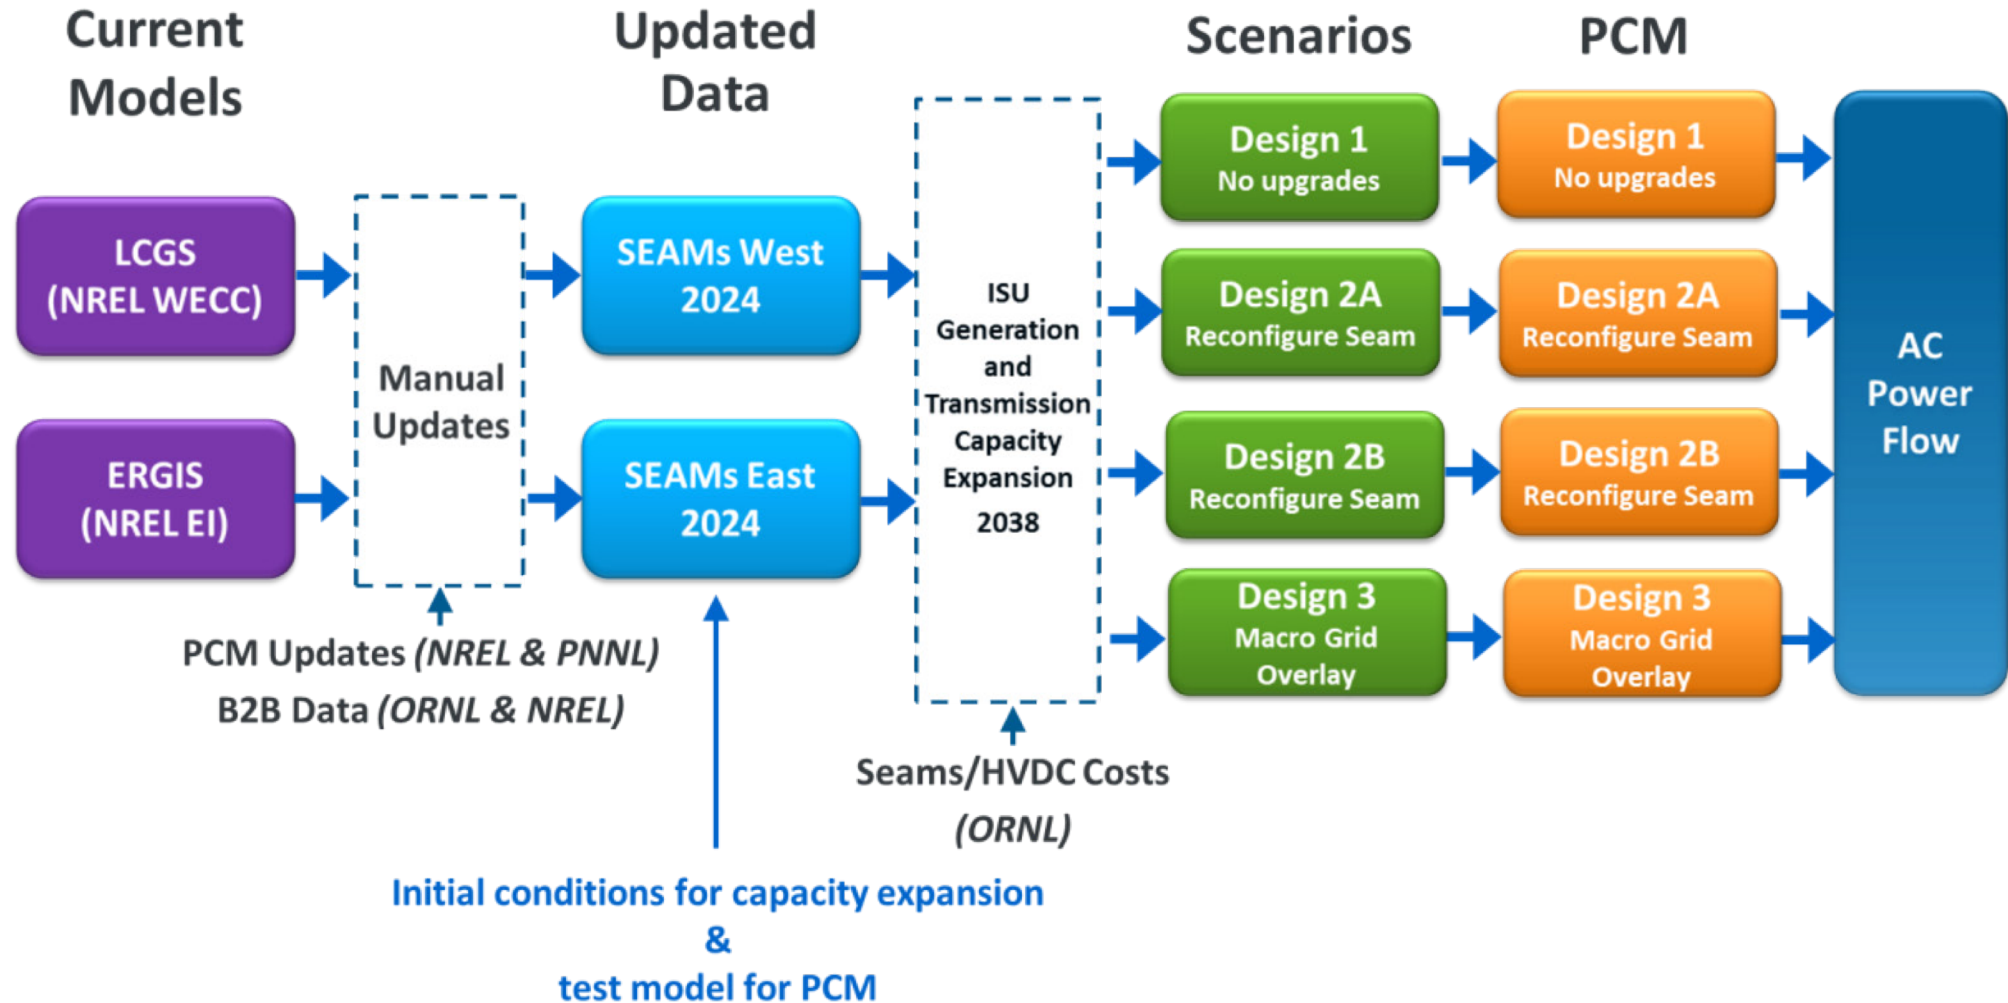 Current
Models
Updated
Data
Scenarios
PCM
LCGS
(NREL WECC)
ERGIS
(NREL EI)
Manual
Updates
PCM Updates (NREL & PNNL)
B2B Data (ORNL & NREL)
SEAMs West
2024
SEAMs East
2024
Initial conditions for capacity expansion
&
test model for PCM
ISU
Generation
and
Transmission
Capacity
Expansion
2038
Seams/HVDC Costs
(ORNL)
Design 1
No upgrades
Design 2A
Reconfigure Seam
Design 2B
Reconfigure Seam
Design 3
Macro Grid
Overlay
Design 1
No upgrades
Design 2A
Reconfigure Seam
Design 2B
Reconfigure Seam
Design 3
Macro Grid
Overlay
AC
Power
Flow